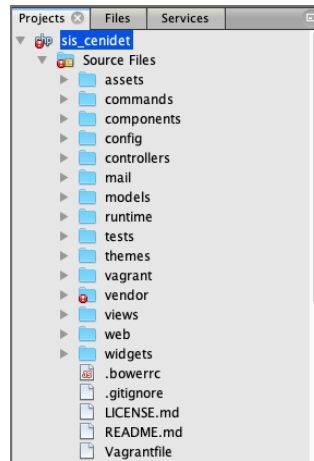 Projects Files Services
php sis_cenidet
Source Files
assets
commands
components
config
controllers
mail
models
runtime
tests
themes
vagrant
vendor
views
web
widgets
.bowerrc
.gitignore
LICENSE.md
README.md
Vagrantfile